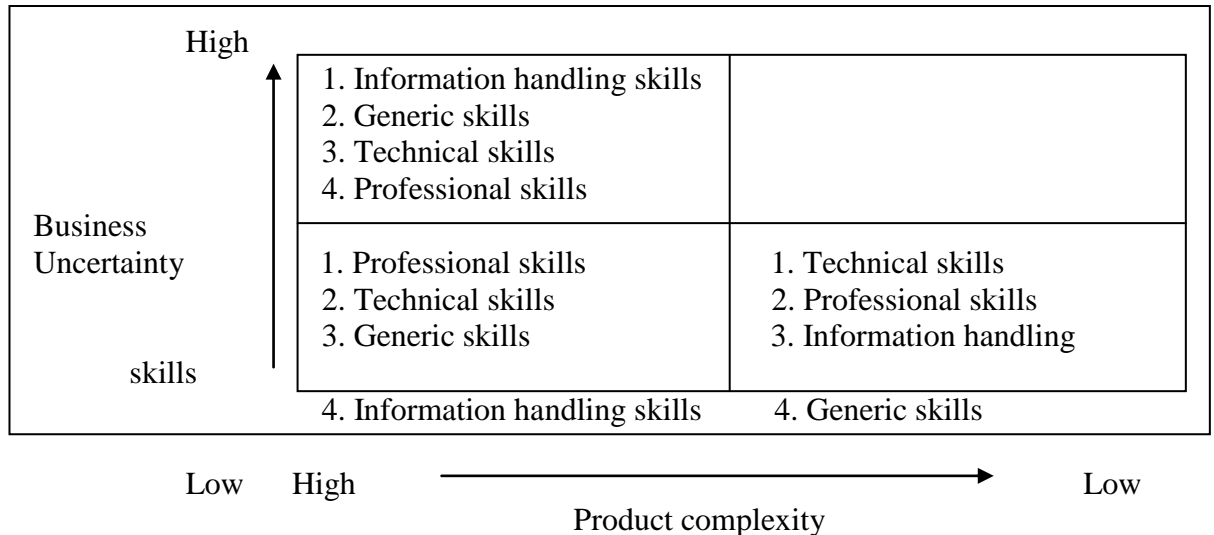 High
1. Information handling skills
2. Generic skills
3. Technical skills
4. Professional skills
Business
Uncertainty
1. Professional skills
2. Technical skills
3. Generic skills
1. Technical skills
2. Professional skills
3. Information handling
skills
4. Information handling skills
4. Generic skills
Low
High
Low
Product complexity